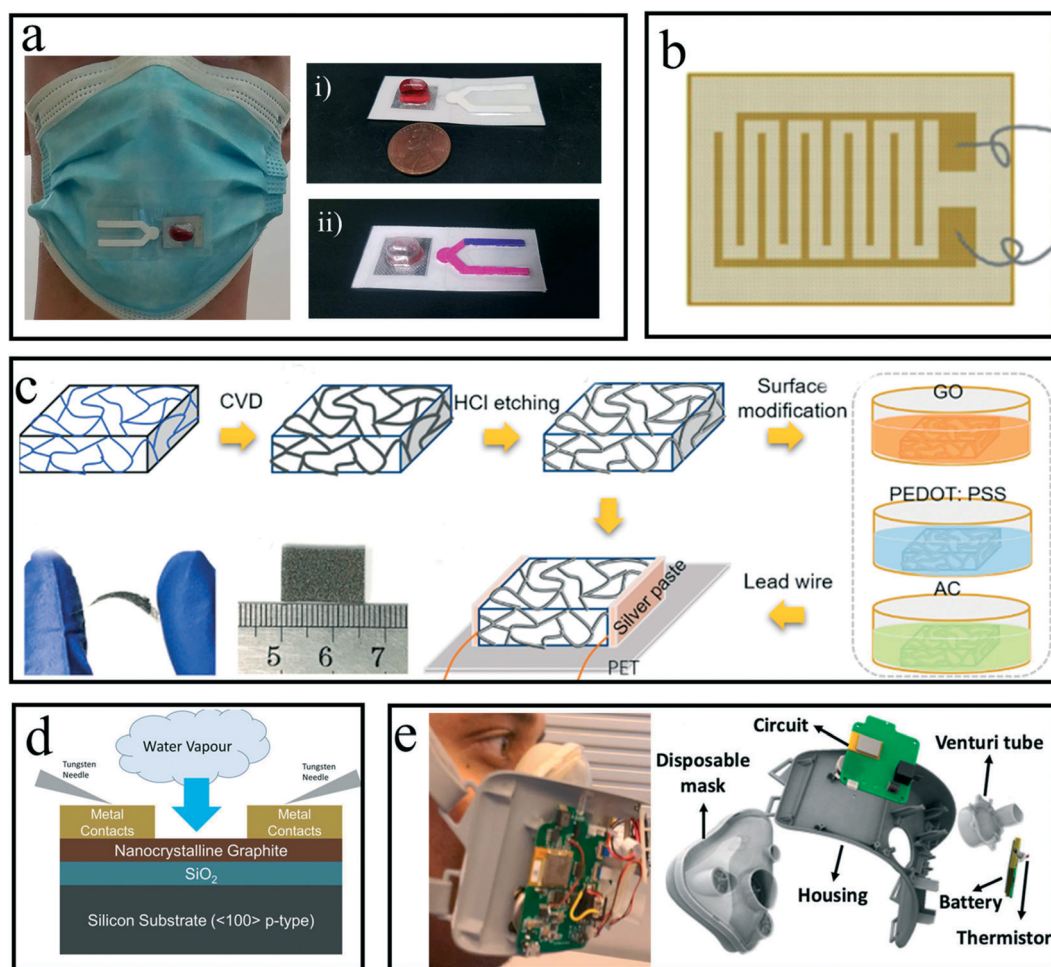 a
i)
ii)
b
c
CVD
HCl etching
Surface
modification
GO
PEDOT: PSS
AC
Lead wire
Silver paste
PET
5 6 7
d
Water Vapour
Tungsten
Needle
Tungsten
Needle
Metal
Contacts
Metal
Contacts
Nanocrystalline Graphite
SiO₂
Silicon Substrate (<100> p-type)
e
Circuit
Disposable
mask
Venturi tube
Housing
Battery
Thermistor